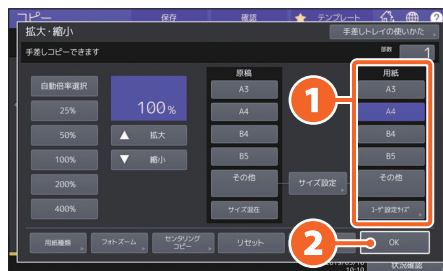 コピー 保存 確認 テンプレート
拡大・縮小 手差しトレイの使いかた
手差しコピーできます 部数 1
原稿 用紙
自動倍率選択 A3 A3
25% 100% A4 A4
50% 拡大 B4 B4
100% 縮小 B5 B5
200% その他 サイズ設定 その他
400% サイズ混在 ﾕｰｻﾞ設定ｻｲｽﾞ
用紙種類 フォトズーム センタリング
コピー リセット OK
10:10 状況確認
1
2